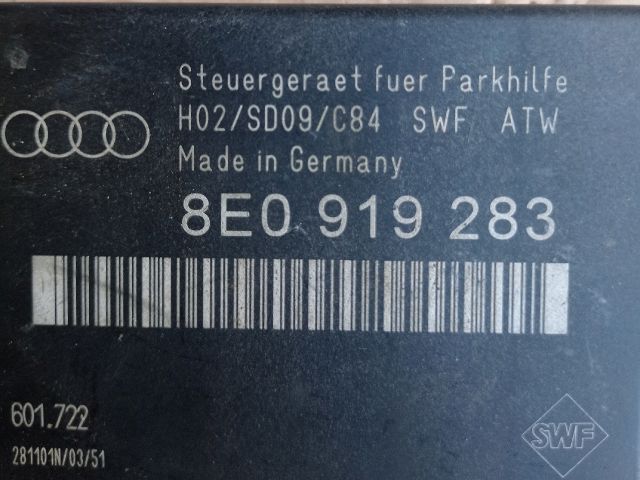 Steuergeraet fuer Parkhilfe
H02/SD09/C84 SWF ATW
Made in Germany
8E0 919 283
601.722
281101N/03/51
SWF